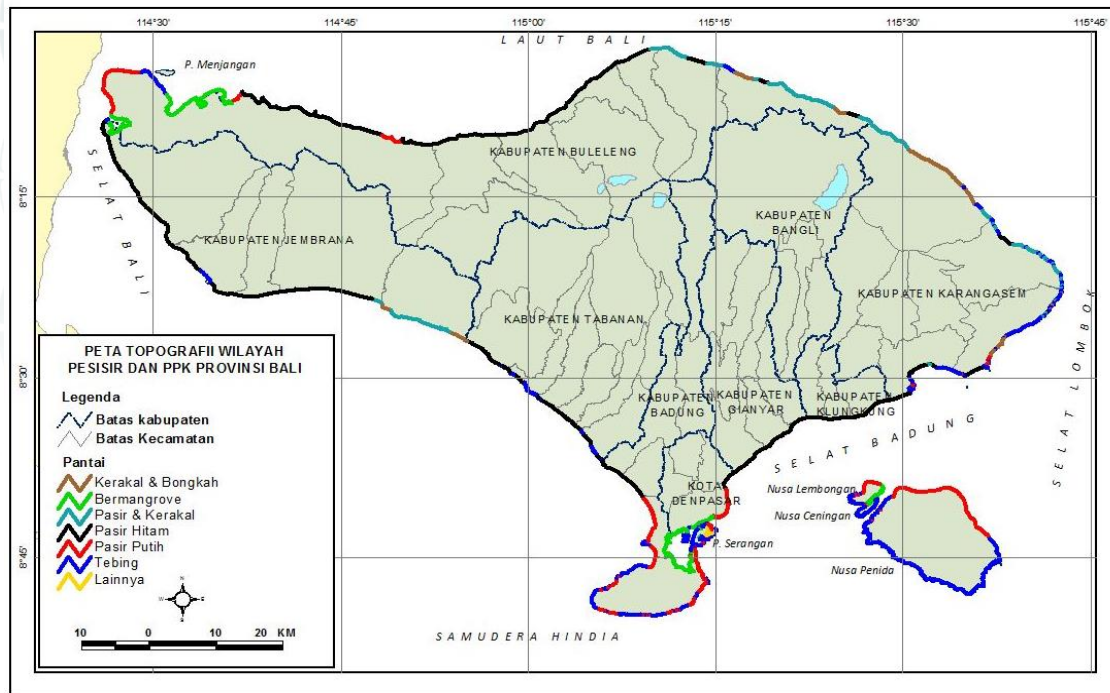 114°30' 114°45' 115°00' 115°15' 115°30' 115°45'
LAUT BALI
P. Menjangan
KABUPATEN BULELENG
SELAT BALI
8°15'
KABUPATEN JEMBRANA
KABUPATEN
BANGLI
KABUPATEN KARANGASEM
KABUPATEN TABANAN
SELAT LOMBOK
8°30'
KABUPATEN
BADUNG
KABUPATEN
GIANYAR
KABUPATEN
KLUNGKUNG
SELAT BADUNG
KOTA
DENPASAR
Nusa Lembongan
Nusa Ceningan
P. Serangan
8°45'
Nusa Penida
SAMUDERA HINDIA
PETA TOPOGRAFII WILAYAH
PESISIR DAN PPK PROVINSI BALI
Legenda
Batas kabupaten
Batas Kecamatan
Pantai
Kerakal & Bongkah
Bermangrove
Pasir & Kerakal
Pasir Hitam
Pasir Putih
Tebing
Lainnya
N
W E
S
10 0 10 20 KM